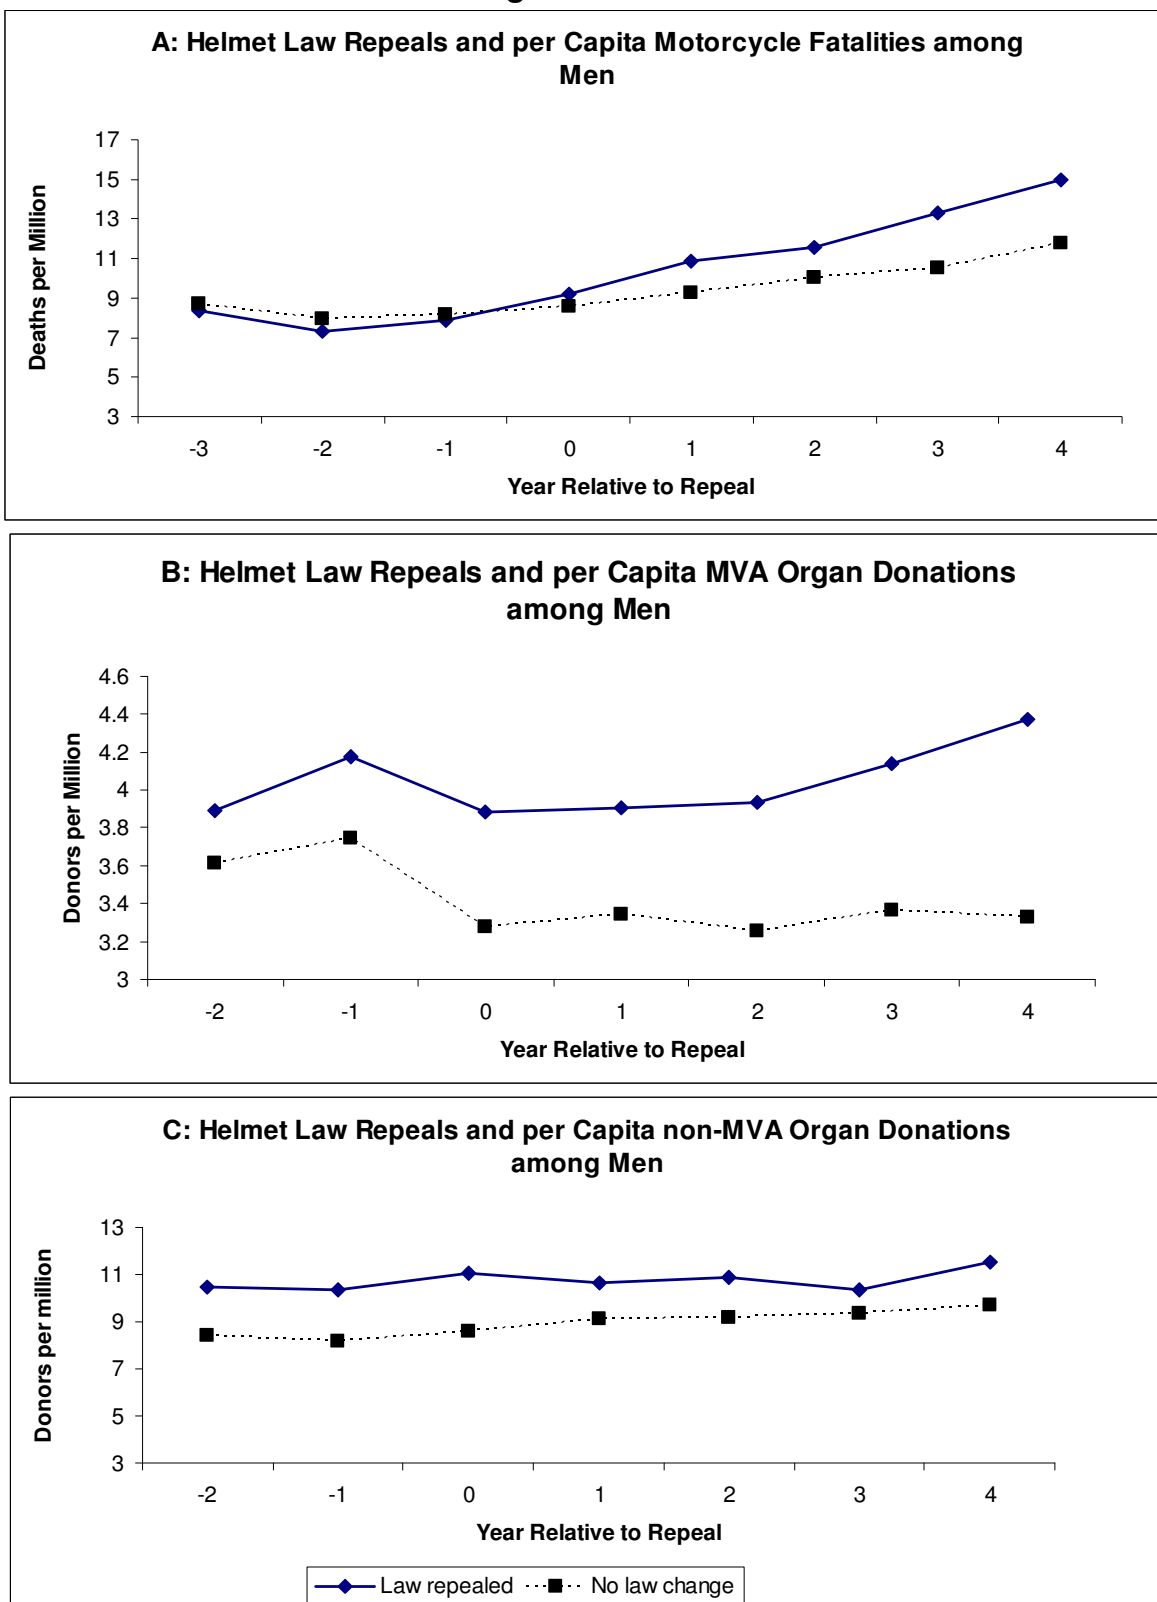 A: Helmet Law Repeals and per Capita Motorcycle Fatalities among
Men
17
15
13
11
9
7
5
3
Deaths per Million
-3 -2 -1 0 1 2 3 4
Year Relative to Repeal
B: Helmet Law Repeals and per Capita MVA Organ Donations
among Men
4.6
4.4
4.2
4
3.8
3.6
3.4
3.2
3
Donors per Million
-2 -1 0 1 2 3 4
Year Relative to Repeal
C: Helmet Law Repeals and per Capita non-MVA Organ Donations
among Men
13
11
9
7
5
3
Donors per million
-2 -1 0 1 2 3 4
Year Relative to Repeal
Law repealed No law change